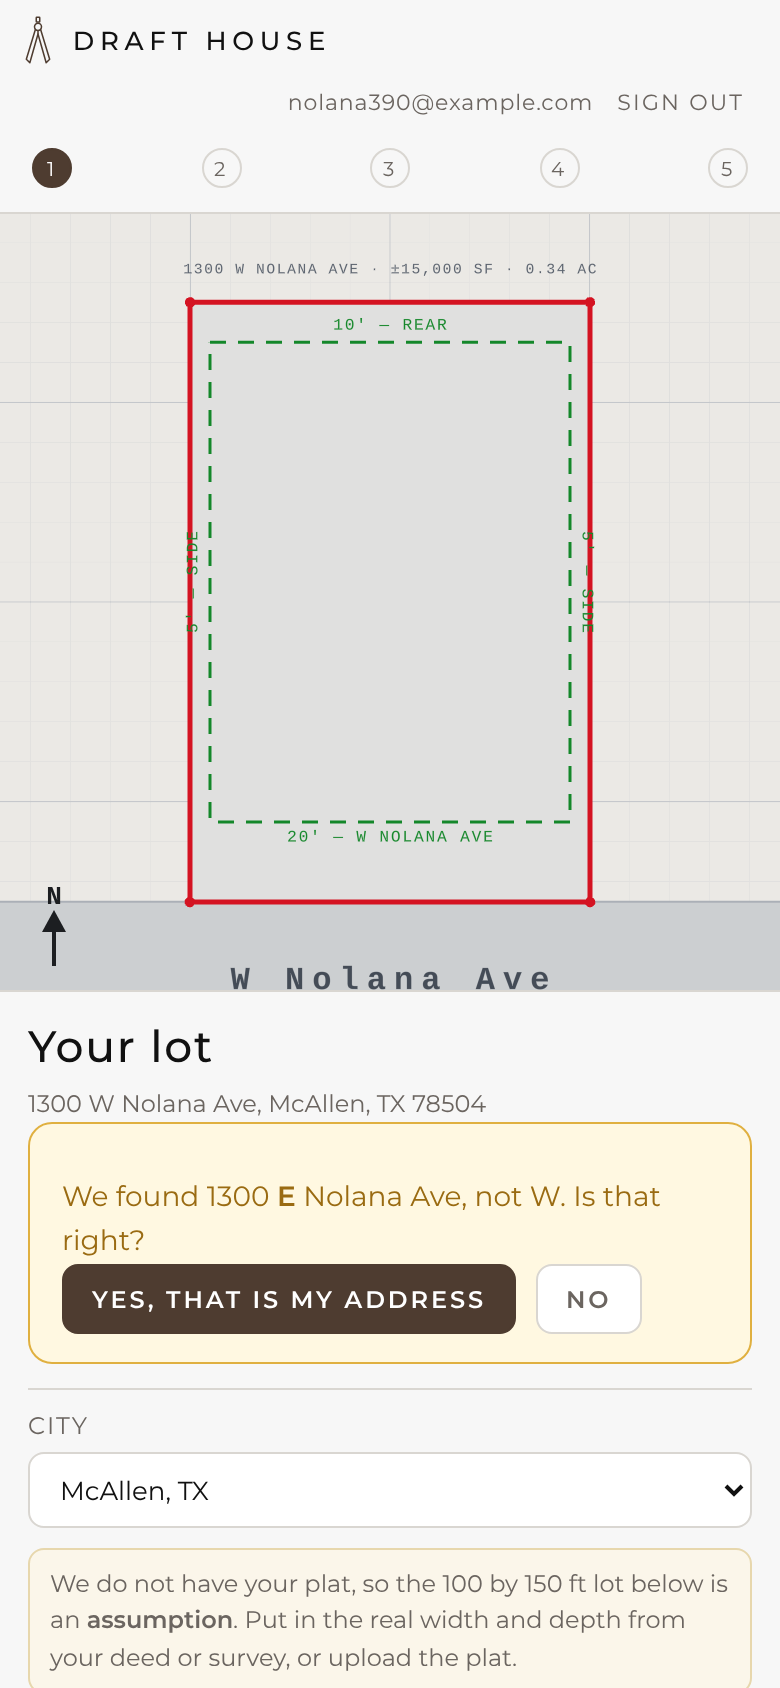 DRAFT HOUSE
nolana390@example.com SIGN OUT
1 2 3 4 5
1300 W NOLANA AVE · ±15,000 SF · 0.34 AC
10' — REAR
5' — SIDE
5' — SIDE
20' — W NOLANA AVE
N
W Nolana Ave
Your lot
1300 W Nolana Ave, McAllen, TX 78504
We found 1300 E Nolana Ave, not W. Is that
right?
YES, THAT IS MY ADDRESS NO
CITY
McAllen, TX
We do not have your plat, so the 100 by 150 ft lot below is
an assumption. Put in the real width and depth from
your deed or survey, or upload the plat.